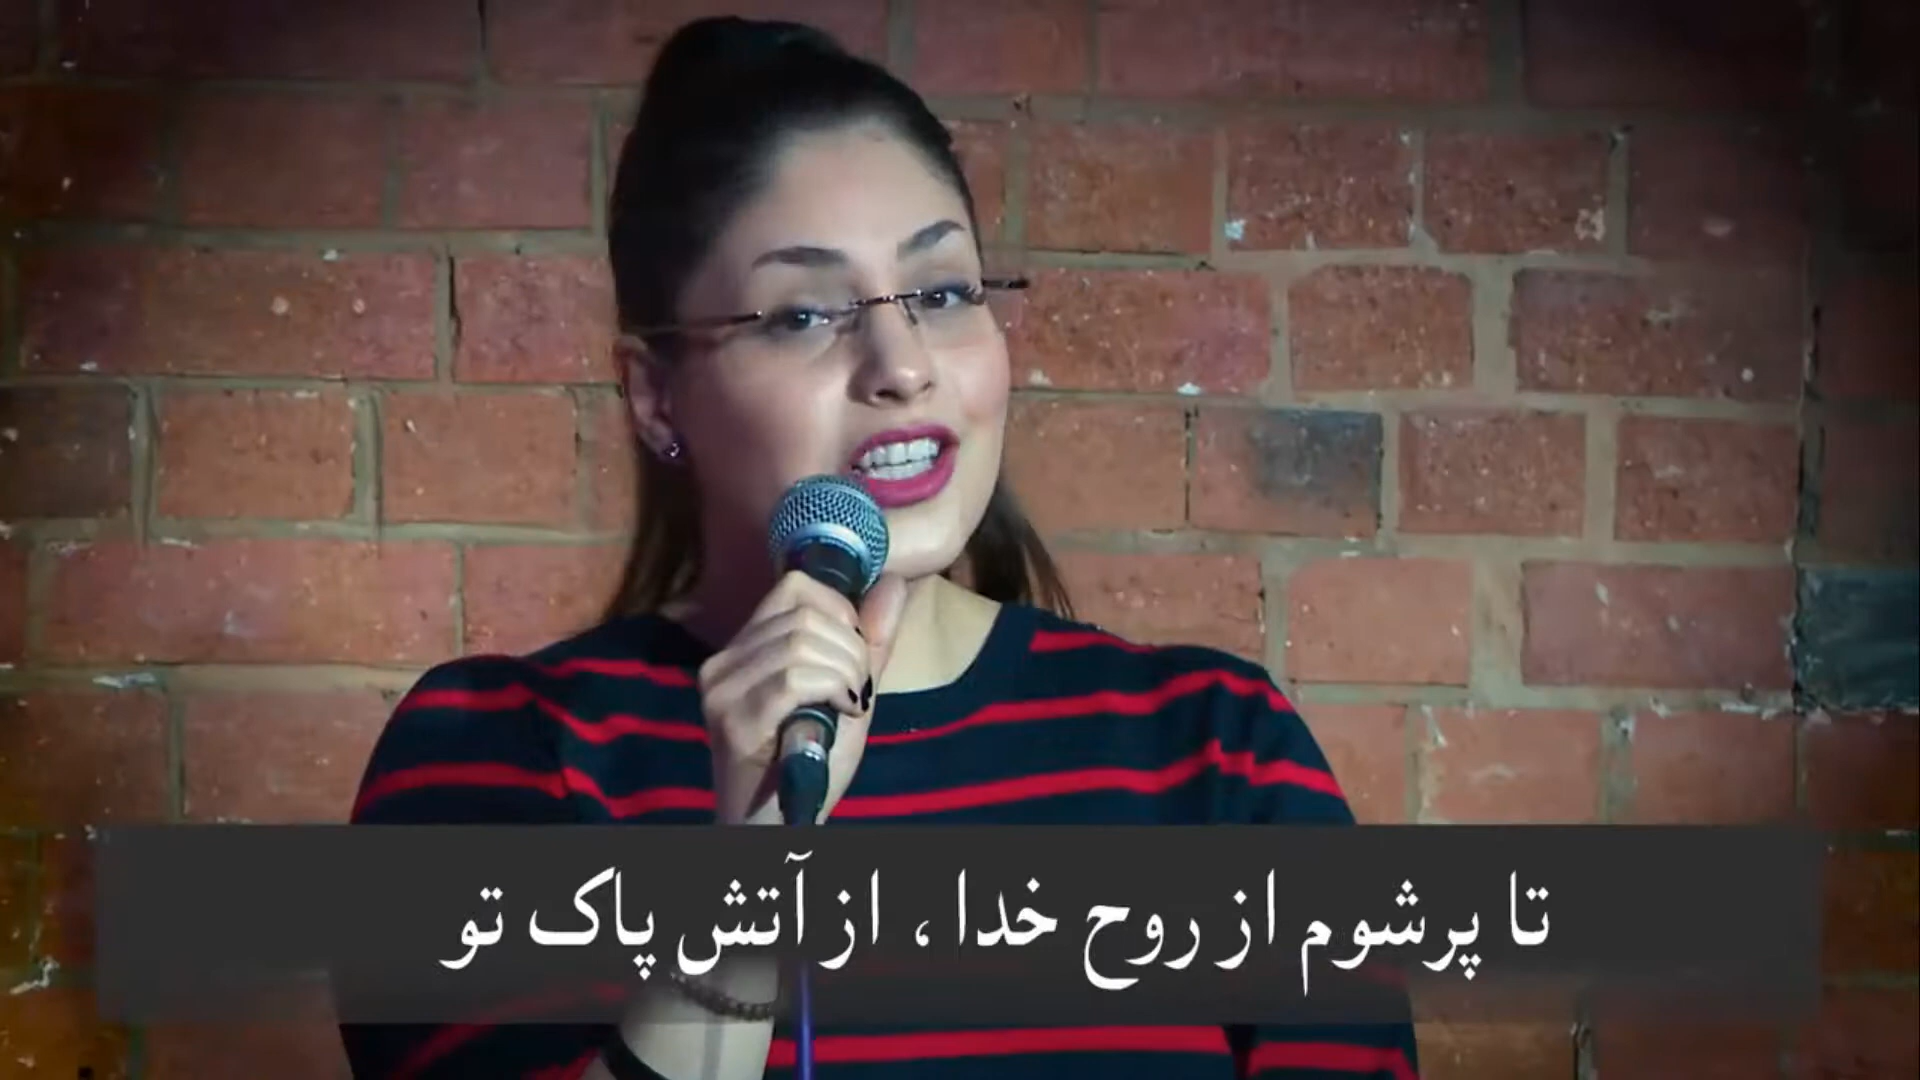 تا پرشوم از روح خدا ، از آتش پاک تو